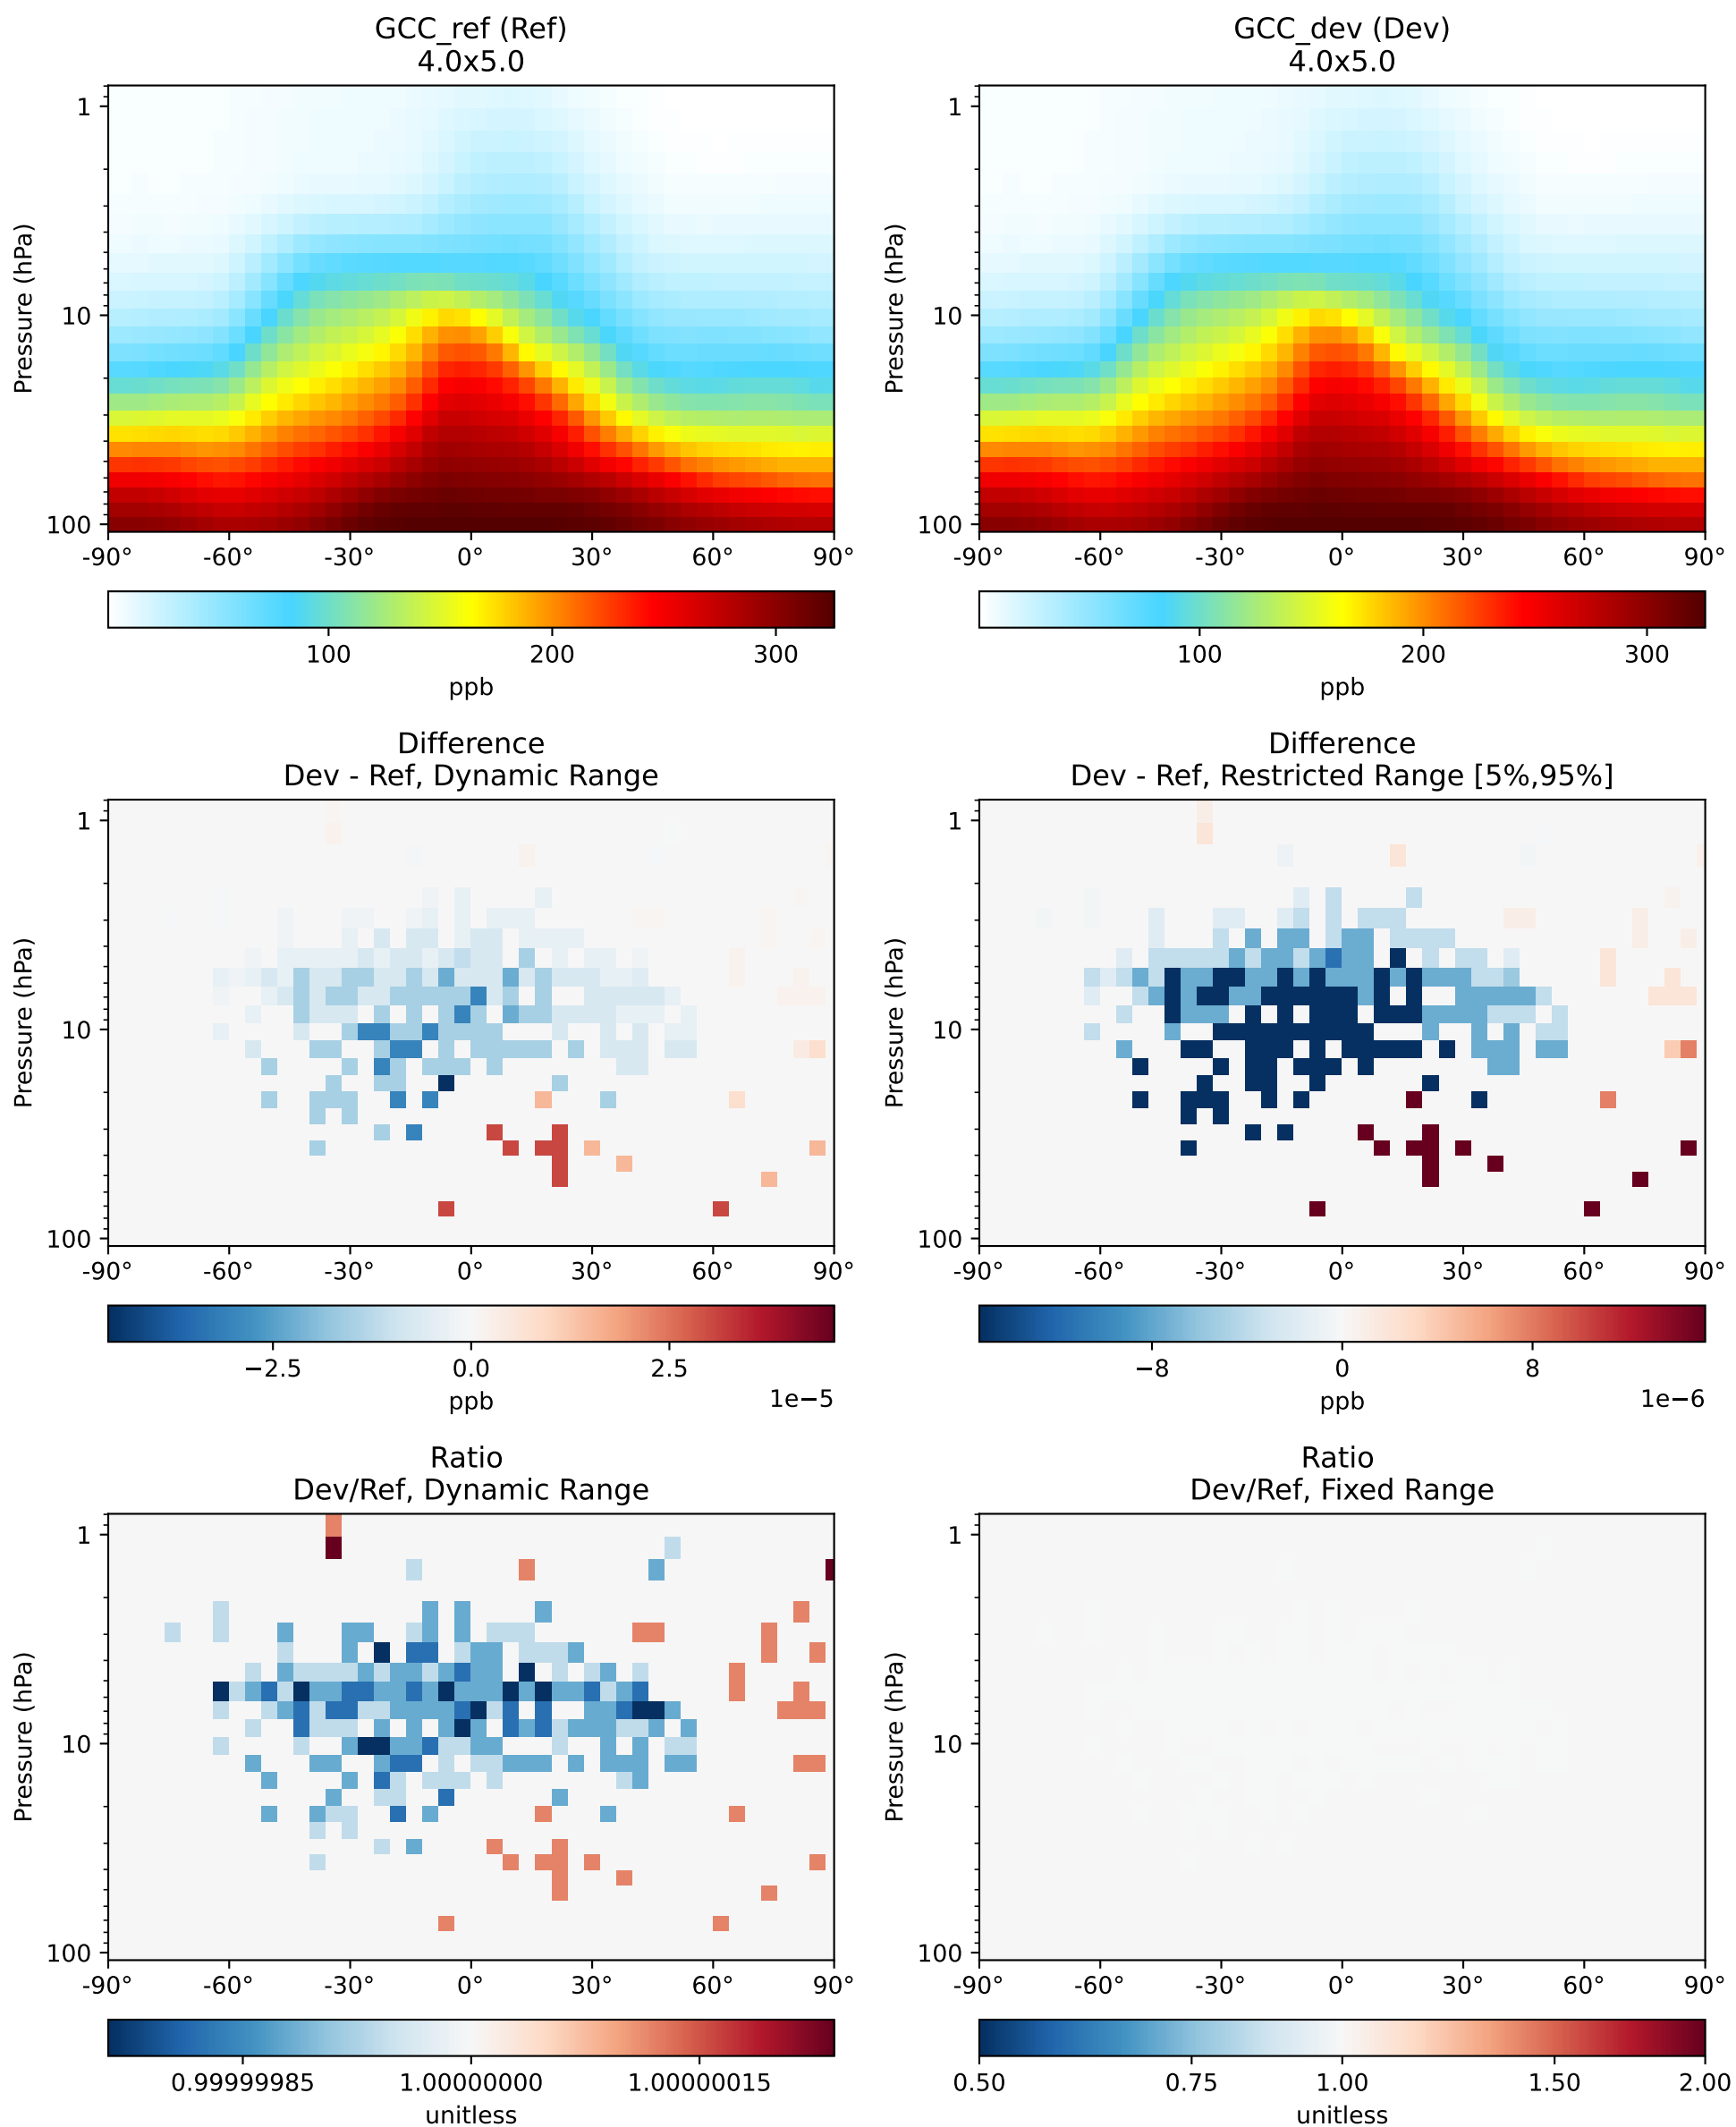 GCC_ref (Ref)
4.0x5.0
Pressure (hPa)
1
10
100
-90° -60° -30° 0° 30° 60° 90°
100 200 300
ppb
GCC_dev (Dev)
4.0x5.0
Pressure (hPa)
1
10
100
-90° -60° -30° 0° 30° 60° 90°
100 200 300
ppb
Difference
Dev - Ref, Dynamic Range
Pressure (hPa)
1
10
100
-90° -60° -30° 0° 30° 60° 90°
−2.5 0.0 2.5
ppb 1e−5
Difference
Dev - Ref, Restricted Range [5%,95%]
Pressure (hPa)
1
10
100
-90° -60° -30° 0° 30° 60° 90°
−8 0 8
ppb 1e−6
Ratio
Dev/Ref, Dynamic Range
Pressure (hPa)
1
10
100
-90° -60° -30° 0° 30° 60° 90°
0.99999985 1.00000000 1.00000015
unitless
Ratio
Dev/Ref, Fixed Range
Pressure (hPa)
1
10
100
-90° -60° -30° 0° 30° 60° 90°
0.50 0.75 1.00 1.50 2.00
unitless